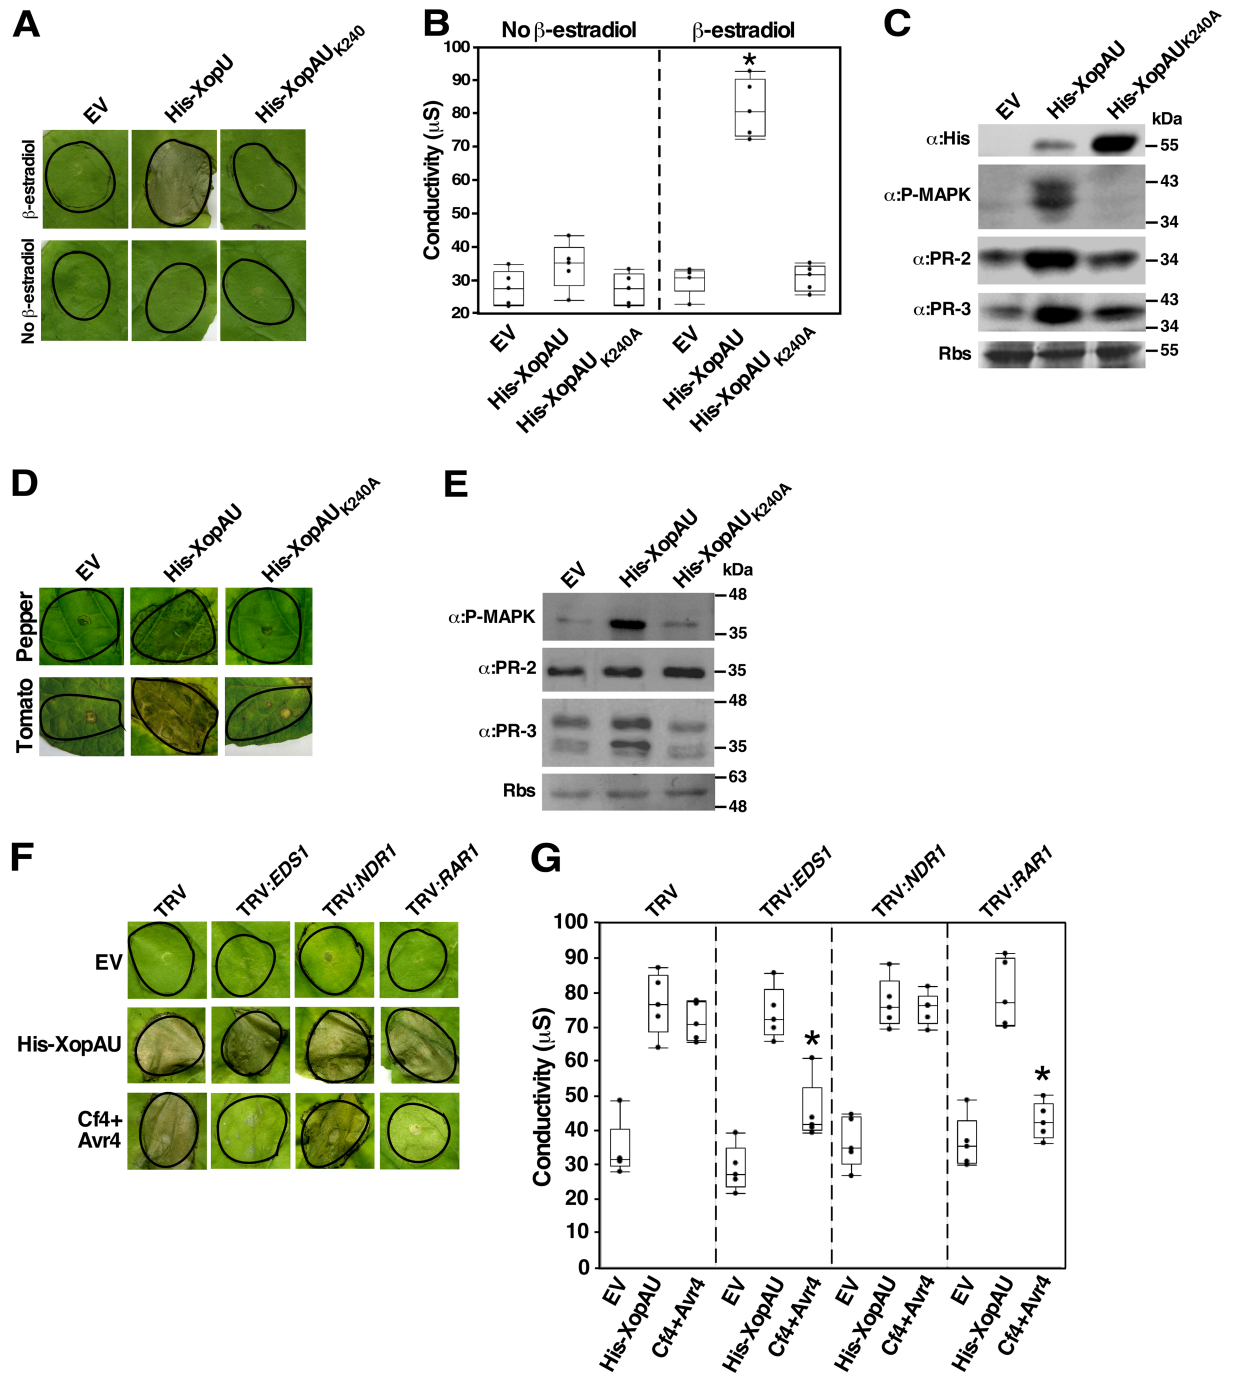 A
EV
His-XopU
His-XopAU K240
β-estradiol
No β-estradiol
B
No β-estradiol
β-estradiol
Conductivity (μS)
100
90
80
70
60
50
40
30
20
*
EV
His-XopAU
His-XopAU K240A
EV
His-XopAU
His-XopAU K240A
C
EV
His-XopAU
His-XopAUK240A
kDa
α:His
55
α:P-MAPK
43
34
α:PR-2
34
α:PR-3
43
34
Rbs
55
D
EV
His-XopAU
His-XopAUK240A
Pepper
Tomato
E
EV
His-XopAU
His-XopAUK240A
kDa
α:P-MAPK
48
35
α:PR-2
35
α:PR-3
48
35
Rbs
63
48
F
TRV
TRV:EDS1
TRV:NDR1
TRV:RAR1
EV
His-XopAU
Cf4+
Avr4
G
TRV
TRV:EDS1
TRV:NDR1
TRV:RAR1
Conductivity (μS)
100
90
80
70
60
50
40
30
20
10
0
*
*
EV
His-XopAU
Cf4+Avr4
EV
His-XopAU
Cf4+Avr4
EV
His-XopAU
Cf4+Avr4
EV
His-XopAU
Cf4+Avr4